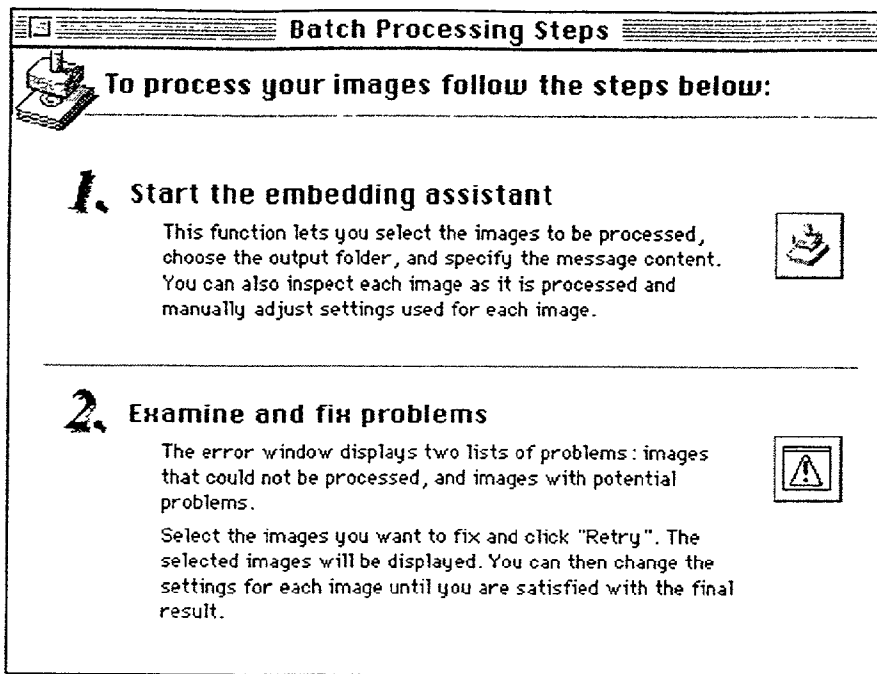 Batch Processing Steps
To process your images follow the steps below:
1. Start the embedding assistant
This function lets you select the images to be processed,
choose the output folder, and specify the message content.
You can also inspect each image as it is processed and
manually adjust settings used for each image.
2. Examine and fix problems
The error window displays two lists of problems: images
that could not be processed, and images with potential
problems.
Select the images you want to fix and click "Retry". The
selected images will be displayed. You can then change the
settings for each image until you are satisfied with the final
result.